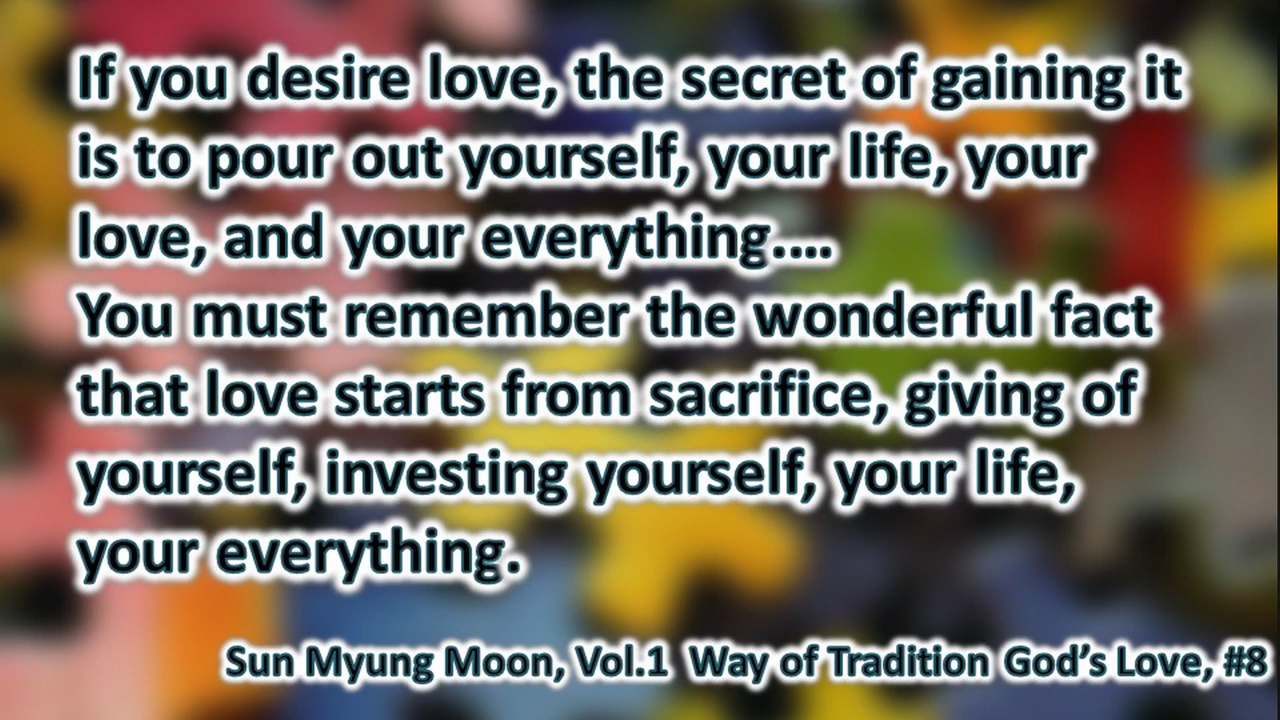 If you desire love, the secret of gaining it
is to pour out yourself, your life, your
love, and your everything....
You must remember the wonderful fact
that love starts from sacrifice, giving of
yourself, investing yourself, your life,
your everything.
Sun Myung Moon, Vol.1  Way of Tradition God’s Love, #8